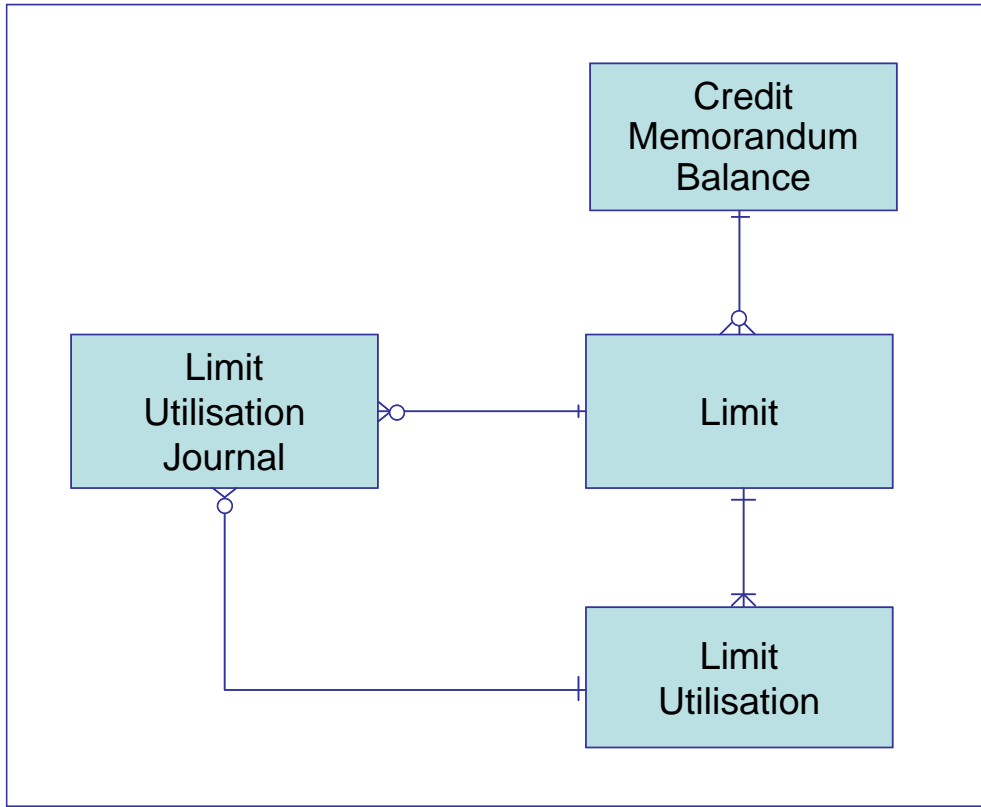 Credit
Memorandum
Balance
Limit
Utilisation
Journal
Limit
Limit
Utilisation